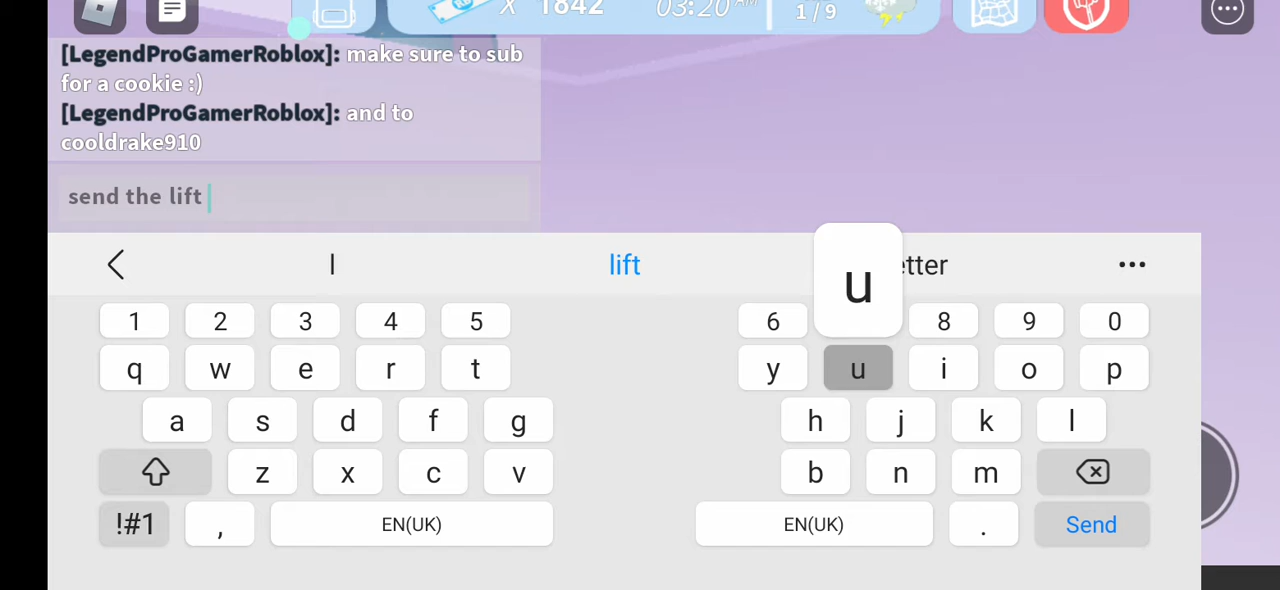 X 1842
03:20 AM
1/9
[LegendProGamerRoblox]: make sure to sub
for a cookie :)
[LegendProGamerRoblox]: and to
cooldrake910
send the lift
l lift etter
u
1 2 3 4 5 6 8 9 0
q w e r t y u i o p
a s d f g h j k l
z x c v b n m
!#1 , EN(UK) EN(UK) . Send